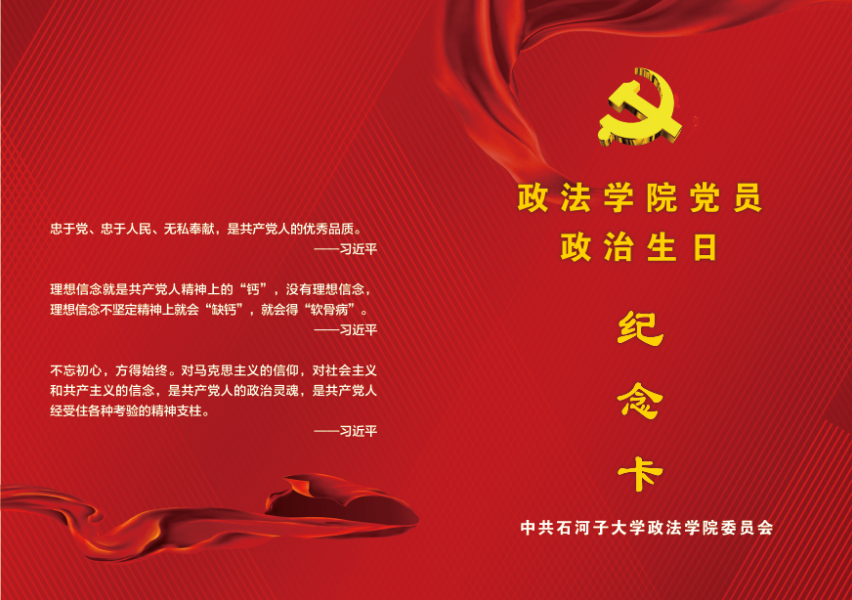 忠于党、忠于人民、无私奉献，是共产党人的优秀品质。
——习近平
理想信念就是共产党人精神上的“钙”，没有理想信念，
理想信念不坚定精神上就会“缺钙”，就会得“软骨病”。
——习近平
不忘初心，方得始终。对马克思主义的信仰，对社会主义
和共产主义的信念，是共产党人的政治灵魂，是共产党人
经受住各种考验的精神支柱。
——习近平
政法学院党员
政治生日
纪
念
卡
中共石河子大学政法学院委员会